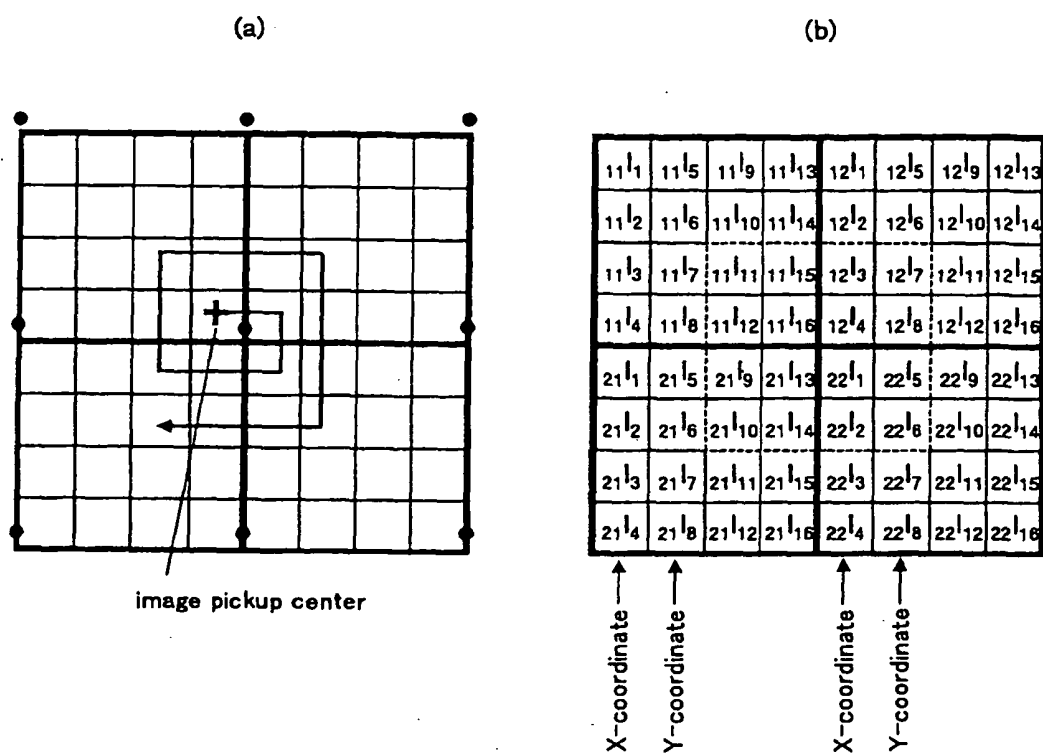 (a)
(b)
image pickup center
11I1 11I5 11I9 11I13 12I1 12I5 12I9 12I13
11I2 11I6 11I10 11I14 12I2 12I6 12I10 12I14
11I3 11I7 11I11 11I15 12I3 12I7 12I11 12I15
11I4 11I8 11I12 11I16 12I4 12I8 12I12 12I16
21I1 21I5 21I9 21I13 22I1 22I5 22I9 22I13
21I2 21I6 21I10 21I14 22I2 22I6 22I10 22I14
21I3 21I7 21I11 21I15 22I3 22I7 22I11 22I15
21I4 21I8 21I12 21I16 22I4 22I8 22I12 22I16
X-coordinate
Y-coordinate
X-coordinate
Y-coordinate